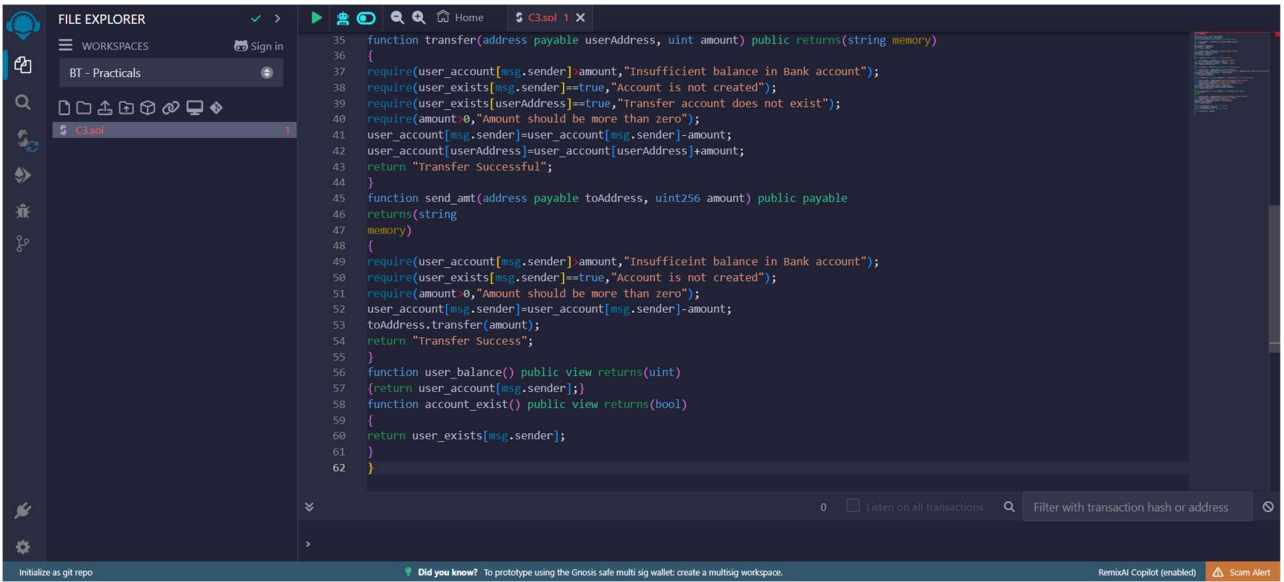 FILE EXPLORER
Home
C3.sol 1
WORKSPACES
Sign in
BT - Practicals
C3.sol 1
35 function transfer(address payable userAddress, uint amount) public returns(string memory)
36 {
37 require(user_account[msg.sender]>amount,"Insufficient balance in Bank account");
38 require(user_exists[msg.sender]==true,"Account is not created");
39 require(user_exists[userAddress]==true,"Transfer account does not exist");
40 require(amount>0,"Amount should be more than zero");
41 user_account[msg.sender]=user_account[msg.sender]-amount;
42 user_account[userAddress]=user_account[userAddress]+amount;
43 return "Transfer Successful";
44 }
45 function send_amt(address payable toAddress, uint256 amount) public payable
46 returns(string
47 memory)
48 {
49 require(user_account[msg.sender]>amount,"Insufficeint balance in Bank account");
50 require(user_exists[msg.sender]==true,"Account is not created");
51 require(amount>0,"Amount should be more than zero");
52 user_account[msg.sender]=user_account[msg.sender]-amount;
53 toAddress.transfer(amount);
54 return "Transfer Success";
55 }
56 function user_balance() public view returns(uint)
57 {return user_account[msg.sender];}
58 function account_exist() public view returns(bool)
59 {
60 return user_exists[msg.sender];
61 }
62 }
0 Listen on all transactions Filter with transaction hash or address
>
Initialize as git repo Did you know? To prototype using the Gnosis safe multi sig wallet: create a multisig workspace. RemixAI Copilot (enabled) Scam Alert